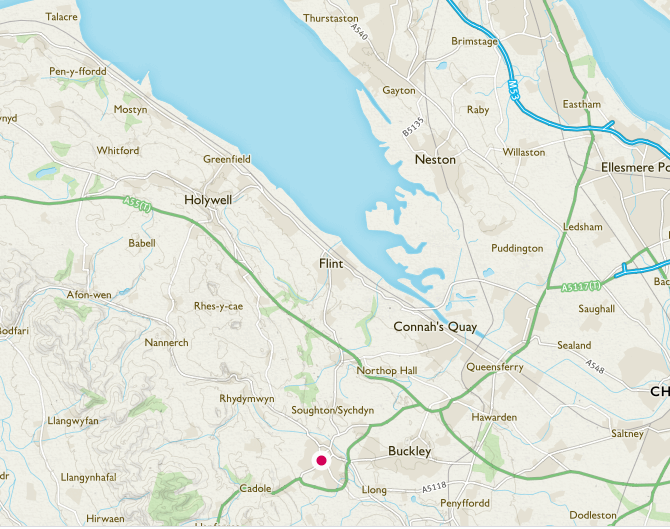 Talacre
Thurstaston
A540
Brimstage
Pen-y-ffordd
Gayton
M53
Mostyn
Raby
Eastham
B5135
Whitford
Greenfield
Neston
Willaston
Ellesmere Po
A55(T)
Holywell
Babell
Puddington
Ledsham
Flint
Afon-wen
A5117(T)
Rhes-y-cae
Saughall
Connah's Quay
Nannerch
Sealand
A548
Northop Hall
Queensferry
CH
Rhydymwyn
Soughton/Sychdyn
Llangwyfan
Hawarden
Saltney
Buckley
Llangynhafal
Cadole
Llong
A5118
Penyffordd
Hirwaen
Dodleston